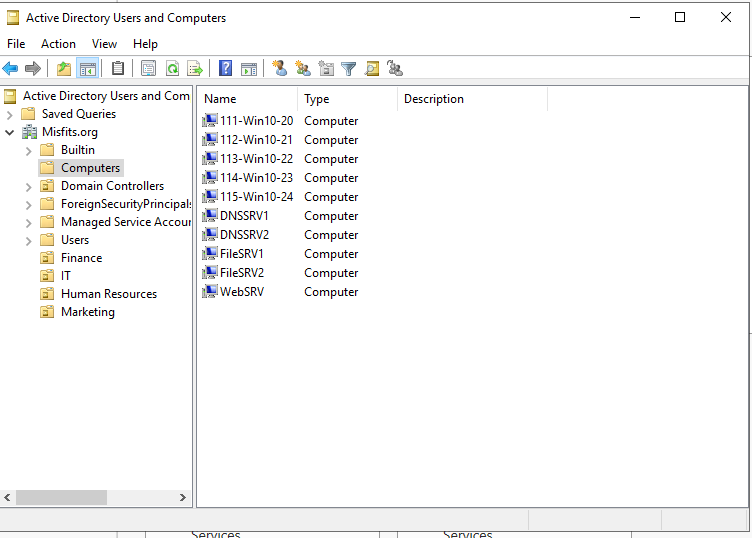 Active Directory Users and Computers
File Action View Help
Active Directory Users and Com
Saved Queries
Misfits.org
Builtin
Computers
Domain Controllers
ForeignSecurityPrincipals
Managed Service Accour
Users
Finance
IT
Human Resources
Marketing
Name Type Description
111-Win10-20 Computer
112-Win10-21 Computer
113-Win10-22 Computer
114-Win10-23 Computer
115-Win10-24 Computer
DNSSRV1 Computer
DNSSRV2 Computer
FileSRV1 Computer
FileSRV2 Computer
WebSRV Computer
Services Services